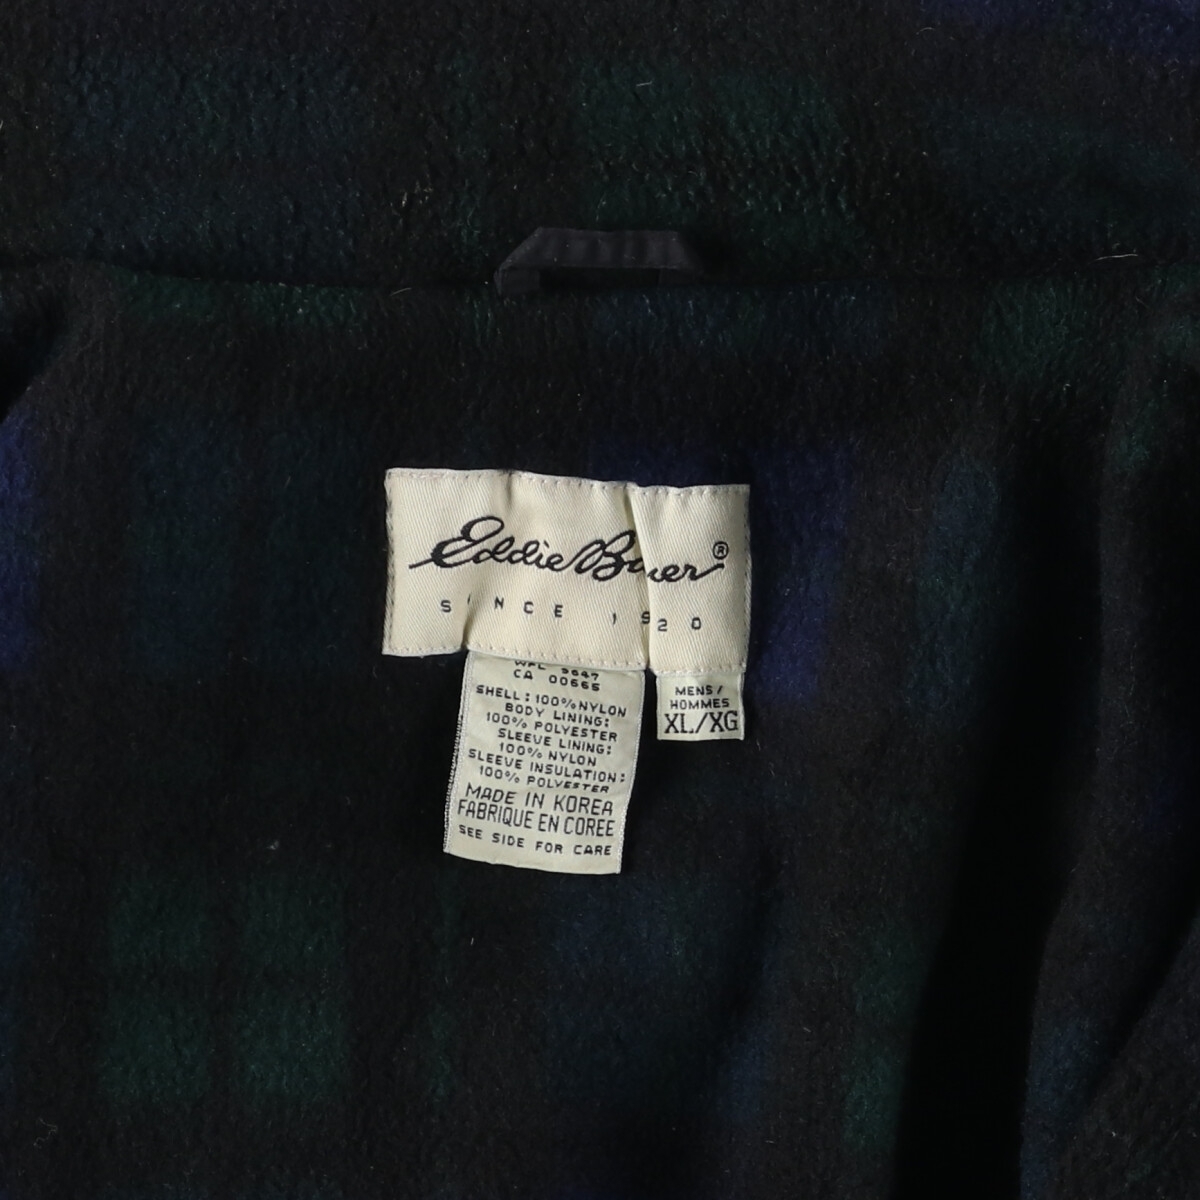 Eddie Bauer®
SINCE 1920
WPL 5647
CA 00665
SHELL: 100% NYLON
BODY LINING:
100% POLYESTER
SLEEVE LINING:
100% NYLON
SLEEVE INSULATION:
100% POLYESTER
MADE IN KOREA
FABRIQUE EN COREE
SEE SIDE FOR CARE
MENS/
HOMMES
XL/XG